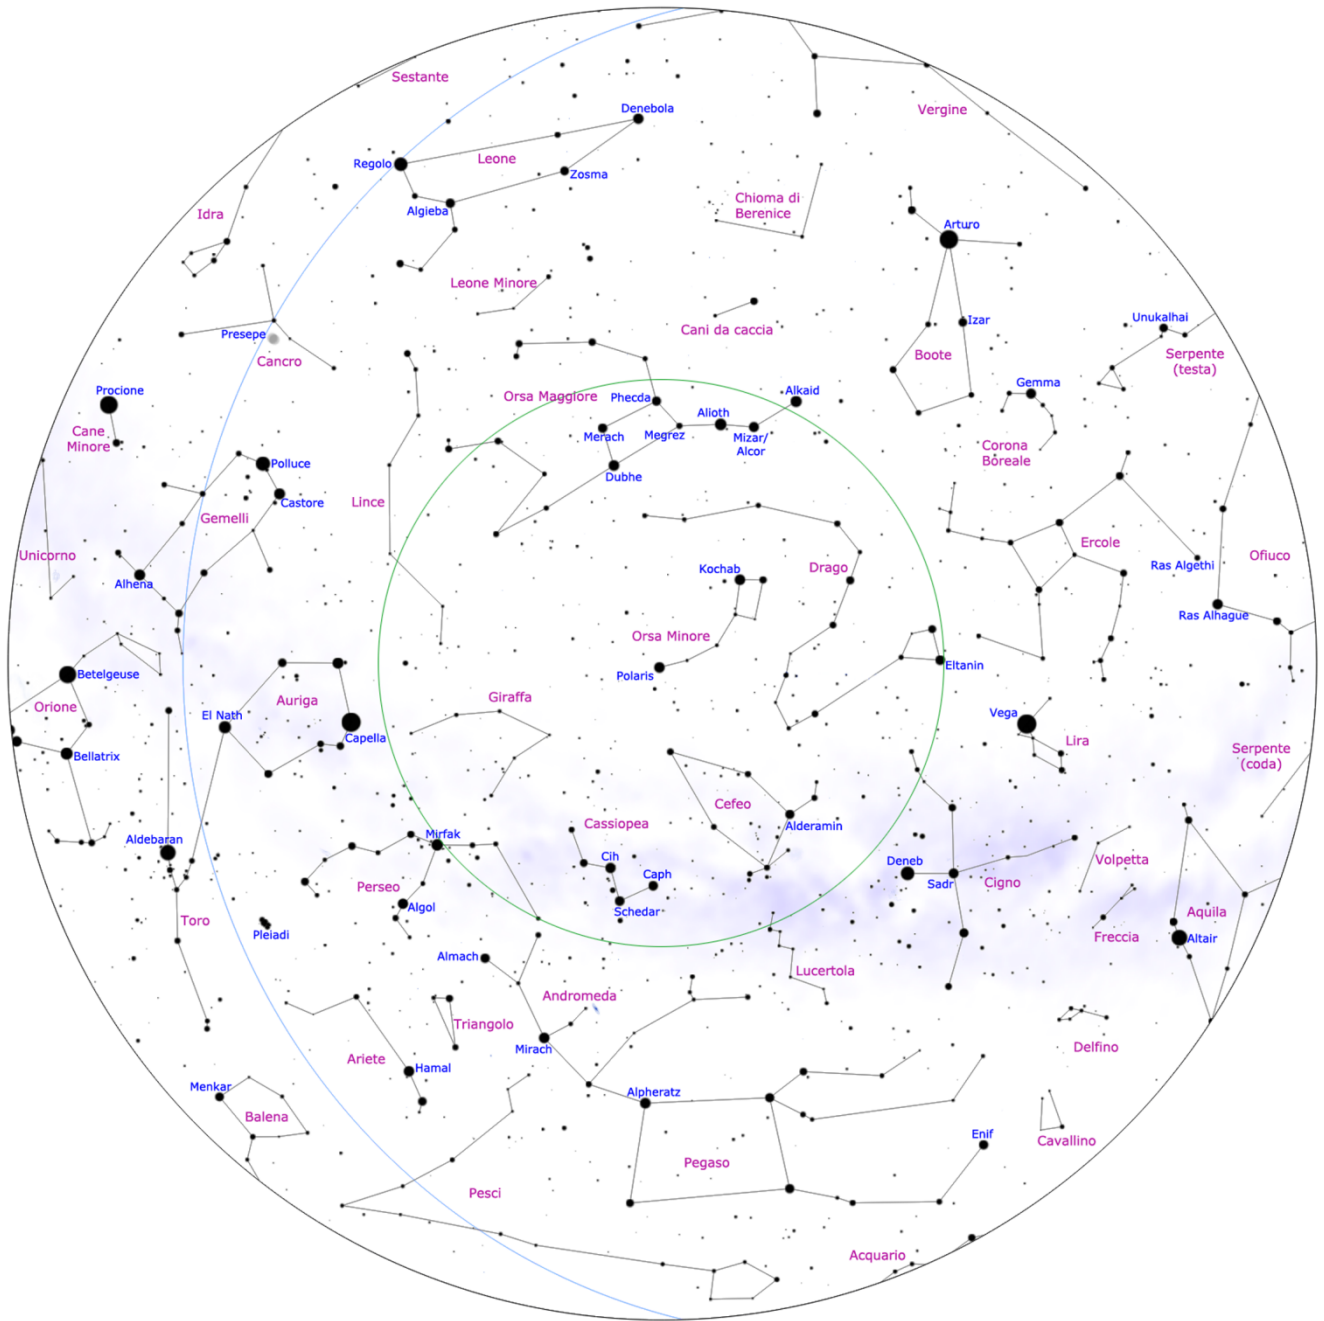 Sestante
Denebola
Vergine
Regolo
Leone
Zosma
Chioma di
Berenice
Algieba
Idra
Arturo
Leone Minore
Cani da caccia
Izar
Unukalhai
Presepe
Boote
Serpente
(testa)
Cancro
Procione
Orsa Maggiore
Phecda
Alkaid
Gemma
Alioth
Cane
Minore
Merach
Megrez
Mizar/
Alcor
Corona
Boreale
Polluce
Dubhe
Castore
Lince
Gemelli
Unicorno
Ercole
Ofiuco
Alhena
Kochab
Drago
Ras Algethi
Ras Alhague
Orsa Minore
Polaris
Eltanin
Betelgeuse
Giraffa
Auriga
Orione
El Nath
Vega
Capella
Lira
Bellatrix
Serpente
(coda)
Cefeo
Cassiopea
Alderamin
Mirfak
Aldebaran
Cih
Deneb
Volpetta
Caph
Perseo
Sadr
Cigno
Algol
Schedar
Aquila
Toro
Pleiadi
Freccia
Altair
Almach
Lucertola
Andromeda
Triangolo
Mirach
Delfino
Ariete
Hamal
Menkar
Alpheratz
Balena
Enif
Cavallino
Pegaso
Pesci
Acquario